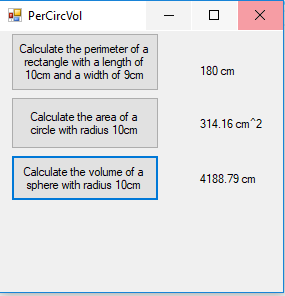 PerCircVol
Calculate the perimeter of a
rectangle with a length of
10cm and a width of 9cm
180 cm
Calculate the area of a
circle with radius 10cm
314.16 cm^2
Calculate the volume of a
sphere with radius 10cm
4188.79 cm